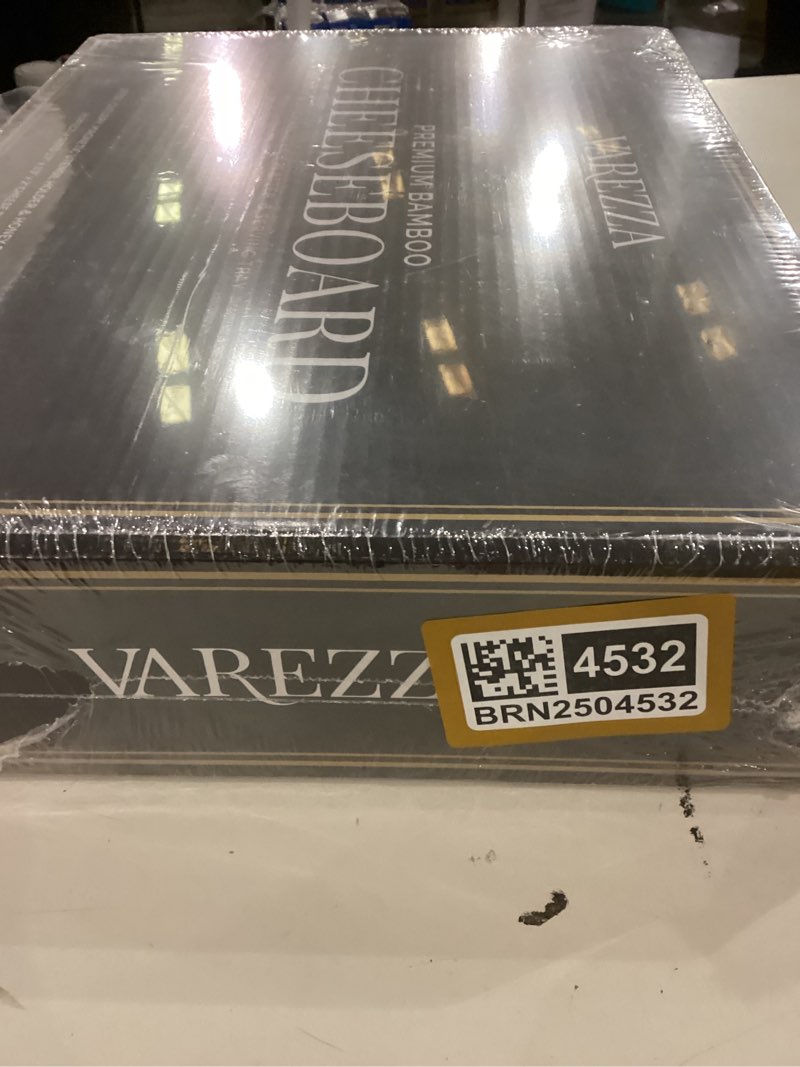 VAREZZA
PREMIUM BAMBOO
CHEESEBOARD
VAREZZ
4532
BRN2504532